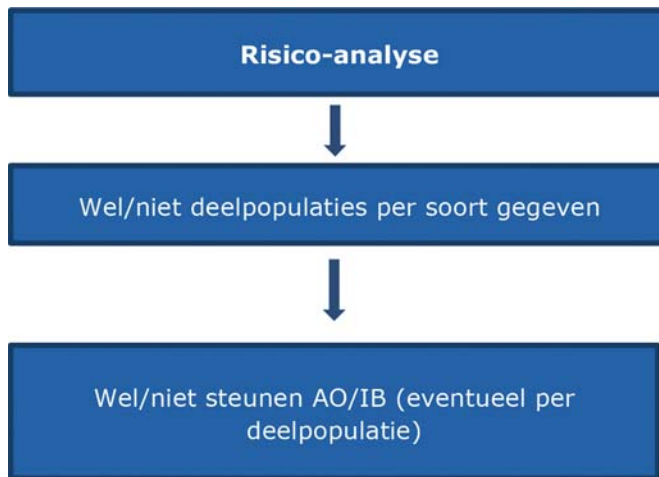 Risico-analyse
Wel/niet deelpopulaties per soort gegeven
Wel/niet steunen AO/IB (eventueel per
deelpopulatie)